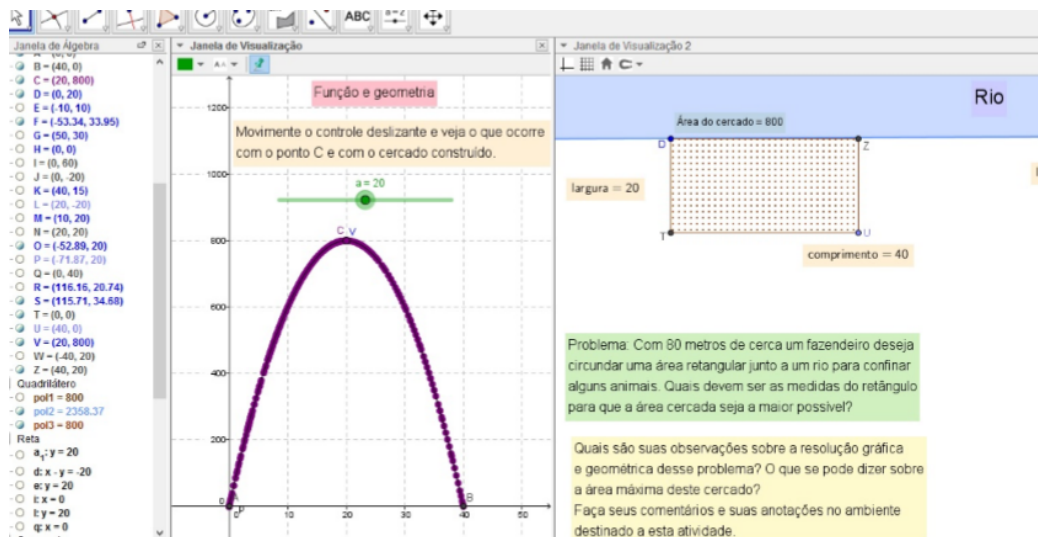 ABC
a=2
Janela de Álgebra
B = (40, 0)
C = (20, 800)
D = (0, 20)
E = (-10, 10)
F = (-53.34, 33.95)
G = (50, 30)
H = (0, 0)
I = (0, 60)
J = (0, -20)
K = (40, 15)
L = (20, -20)
M = (10, 20)
N = (20, 20)
O = (-52.89, 20)
P = (-71.87, 20)
Q = (0, 40)
R = (116.16, 20.74)
S = (115.71, 34.68)
T = (0, 0)
U = (40, 0)
V = (20, 800)
W = (-40, 20)
Z = (40, 20)
Quadrilátero
pol1 = 800
pol2 = 2358.37
pol3 = 800
Reta
a₁: y = 20
d: x - y = -20
e: y = 20
i: x = 0
l: y = 20
q: x = 0
Janela de Visualização
Função e geometria
Movimente o controle deslizante e veja o que ocorre
com o ponto C e com o cercado construído.
a = 20
C V
1200
1000
800
600
400
200
0
A
B
0 10 20 30 40 50
Janela de Visualização 2
Rio
Área do cercado = 800
D
Z
largura = 20
T
U
comprimento = 40
Problema: Com 80 metros de cerca um fazendeiro deseja
circundar uma área retangular junto a um rio para confinar
alguns animais. Quais devem ser as medidas do retângulo
para que a área cercada seja a maior possível?
Quais são suas observações sobre a resolução gráfica
e geométrica desse problema? O que se pode dizer sobre
a área máxima deste cercado?
Faça seus comentários e suas anotações no ambiente
destinado a esta atividade.